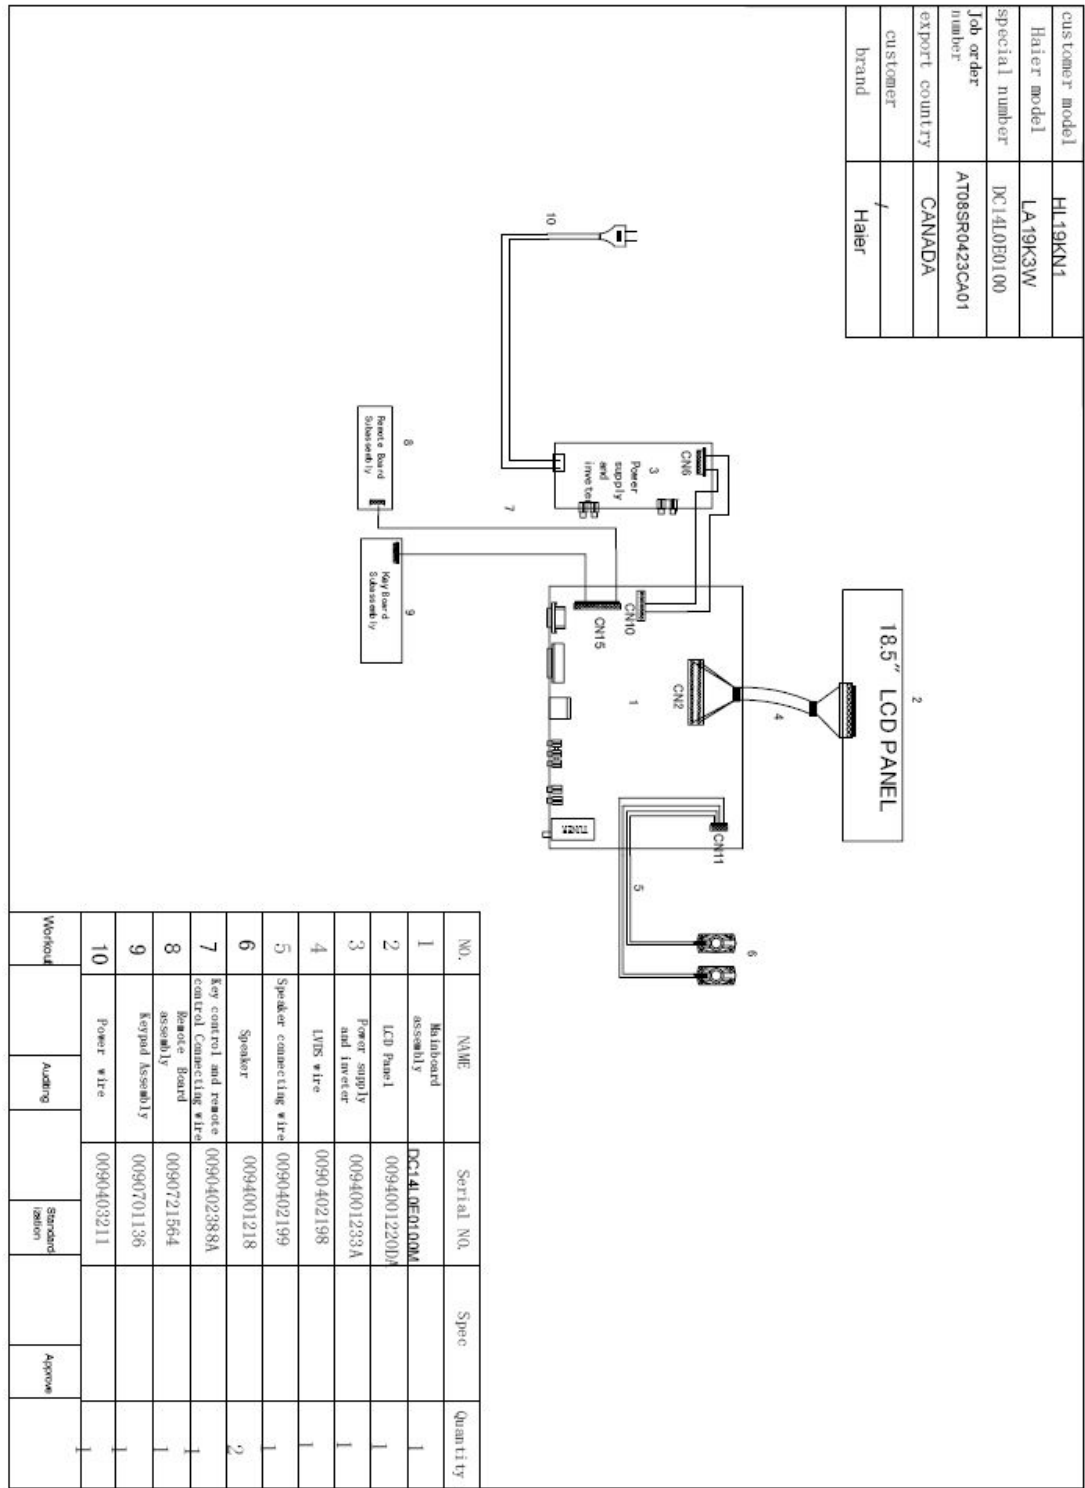 customer model HL19KN1
Haier model LA19K3W
special number DC14L0E0100
Job order
number AT08SR0423CA01
export country CANADA
customer /
brand Haier
2
18.5″ LCD PANEL
4
CN2
CN11
1
CN10
CN15
TUNER
5
6
CN6
3
Power
supply
and
inveter
10
7
8
Remote Board
Subassembly
9
Key Board
Subassembly
NO. NAME Serial NO. Spec Quantity
1 Mainboard
assembly DC14L0E0100M 1
2 LCD Panel 0094001220DA 1
3 Power supply
and inveter 0094001233A 1
4 LVDS wire 0090402198 1
5 Speaker connecting wire 0090402199 1
6 Speaker 0094001218 2
7 Key control and remote
control Connecting wire 0090402388A 1
8 Remote Board
assembly 0090721564 1
9 Keypad Assembly 0090701136 1
10 Power wire 0090403211 1
Workout Auditing Standard-
ization Approve